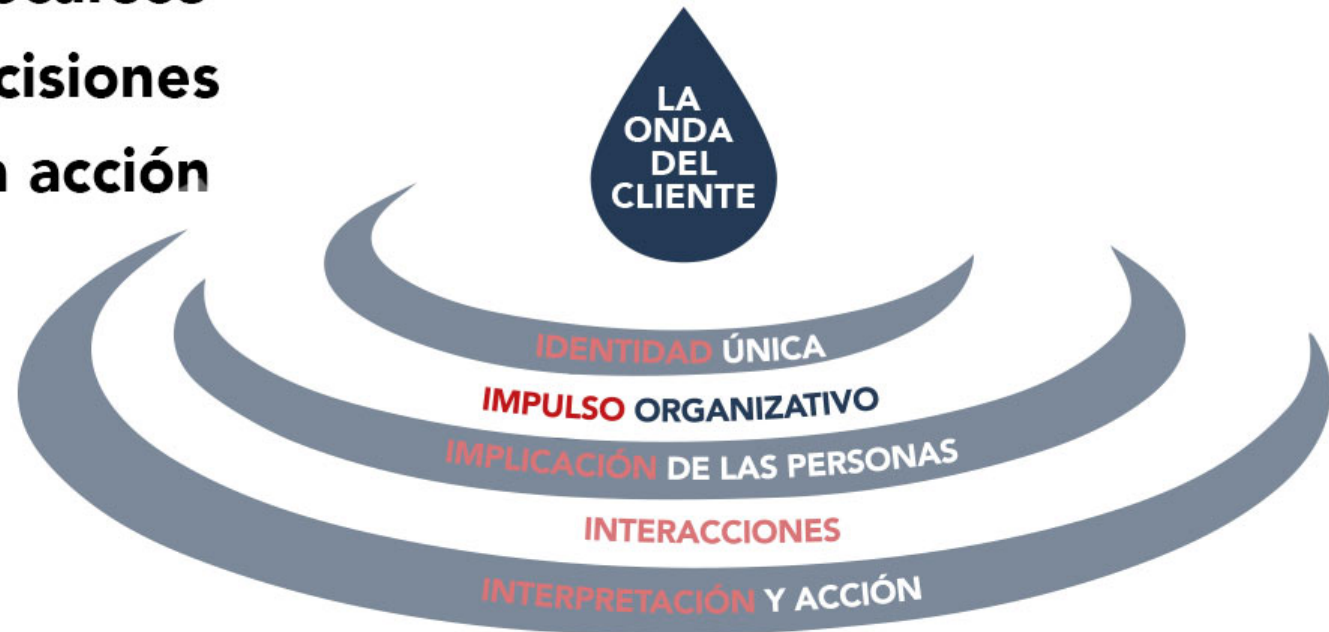 cisiones
acción
LA
ONDA
DEL
CLIENTE
IDENTIDAD ÚNICA
IMPULSO ORGANIZATIVO
IMPLICACIÓN DE LAS PERSONAS
INTERACCIONES
INTERPRETACIÓN Y ACCIÓN